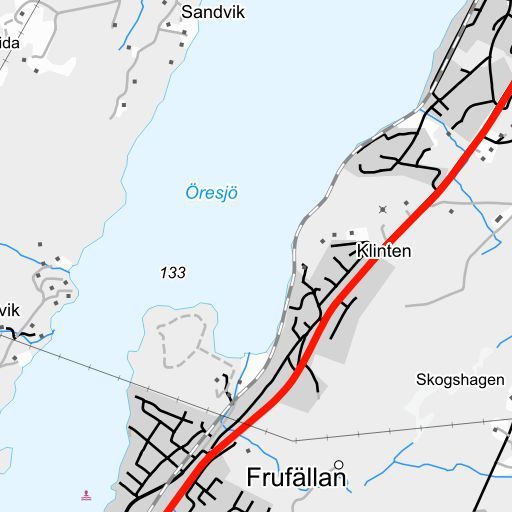 Sandvik
ida
Öresjö
Klinten
133
vik
Skogshagen
Frufällan